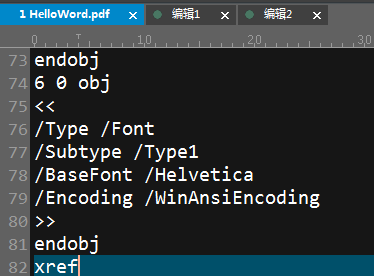 1 HelloWord.pdf × 编辑1 × 编辑2 ×
0 10 20 30
73 endobj
74 6 0 obj
75 <<
76 /Type /Font
77 /Subtype /Type1
78 /BaseFont /Helvetica
79 /Encoding /WinAnsiEncoding
80 >>
81 endobj
82 xref